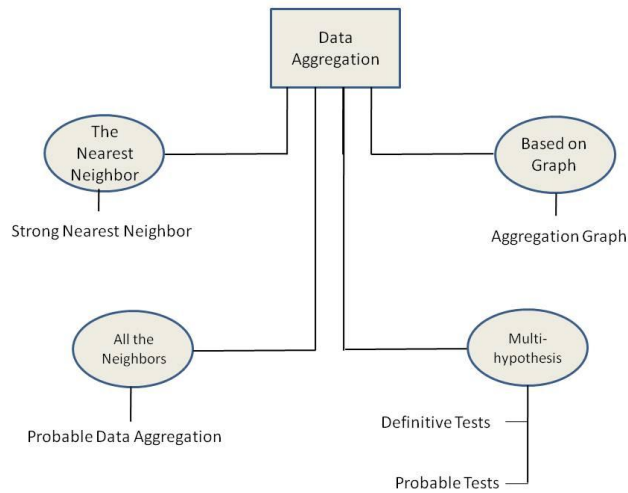 Data
Aggregation
The
Nearest
Neighbor
Based on
Graph
Strong Nearest Neighbor
Aggregation Graph
All the
Neighbors
Multi-
hypothesis
Probable Data Aggregation
Definitive Tests
Probable Tests